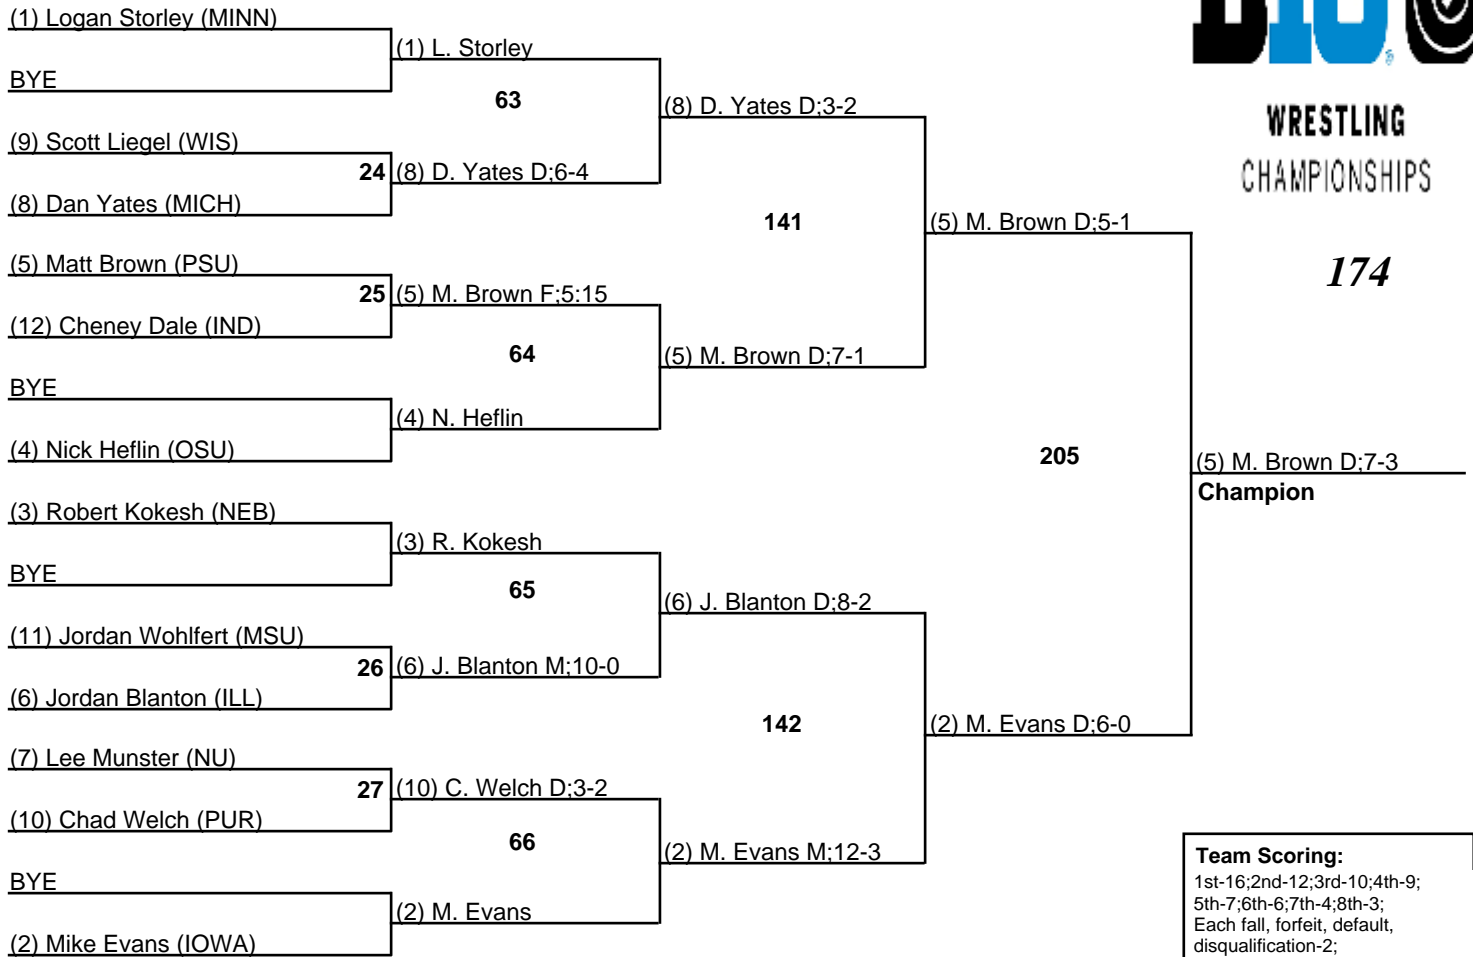 (1) Logan Storley (MINN)
BYE
(9) Scott Liegel (WIS)
(8) Dan Yates (MICH)
(5) Matt Brown (PSU)
(12) Cheney Dale (IND)
BYE
(4) Nick Heflin (OSU)
(3) Robert Kokesh (NEB)
BYE
(11) Jordan Wohlfert (MSU)
(6) Jordan Blanton (ILL)
(7) Lee Munster (NU)
(10) Chad Welch (PUR)
BYE
(2) Mike Evans (IOWA)
(1) L. Storley
24 (8) D. Yates D;6-4
25 (5) M. Brown F;5:15
(4) N. Heflin
(3) R. Kokesh
26 (6) J. Blanton M;10-0
27 (10) C. Welch D;3-2
(2) M. Evans
63
64
65
66
(8) D. Yates D;3-2
(5) M. Brown D;7-1
(6) J. Blanton D;8-2
(2) M. Evans M;12-3
141
142
(5) M. Brown D;5-1
(2) M. Evans D;6-0
205
(5) M. Brown D;7-3
Champion
WRESTLING
CHAMPIONSHIPS
174
Team Scoring:
1st-16;2nd-12;3rd-10;4th-9;
5th-7;6th-6;7th-4;8th-3;
Each fall, forfeit, default,
disqualification-2;